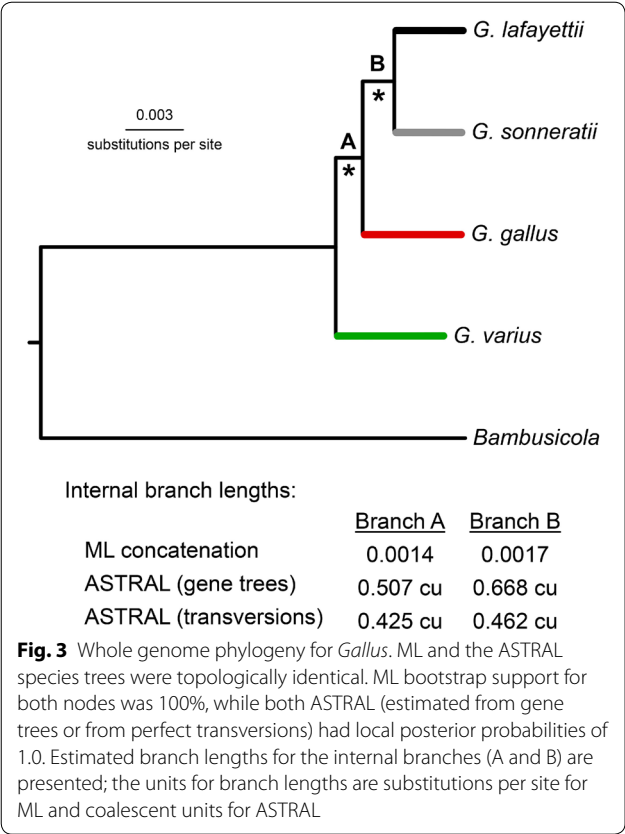 G. lafayettii
B
*
0.003
substitutions per site
G. sonneratii
A
*
G. gallus
G. varius
Bambusicola
Internal branch lengths:
Branch A Branch B
ML concatenation 0.0014 0.0017
ASTRAL (gene trees) 0.507 cu 0.668 cu
ASTRAL (transversions) 0.425 cu 0.462 cu
Fig. 3 Whole genome phylogeny for Gallus. ML and the ASTRAL
species trees were topologically identical. ML bootstrap support for
both nodes was 100%, while both ASTRAL (estimated from gene
trees or from perfect transversions) had local posterior probabilities of
1.0. Estimated branch lengths for the internal branches (A and B) are
presented; the units for branch lengths are substitutions per site for
ML and coalescent units for ASTRAL